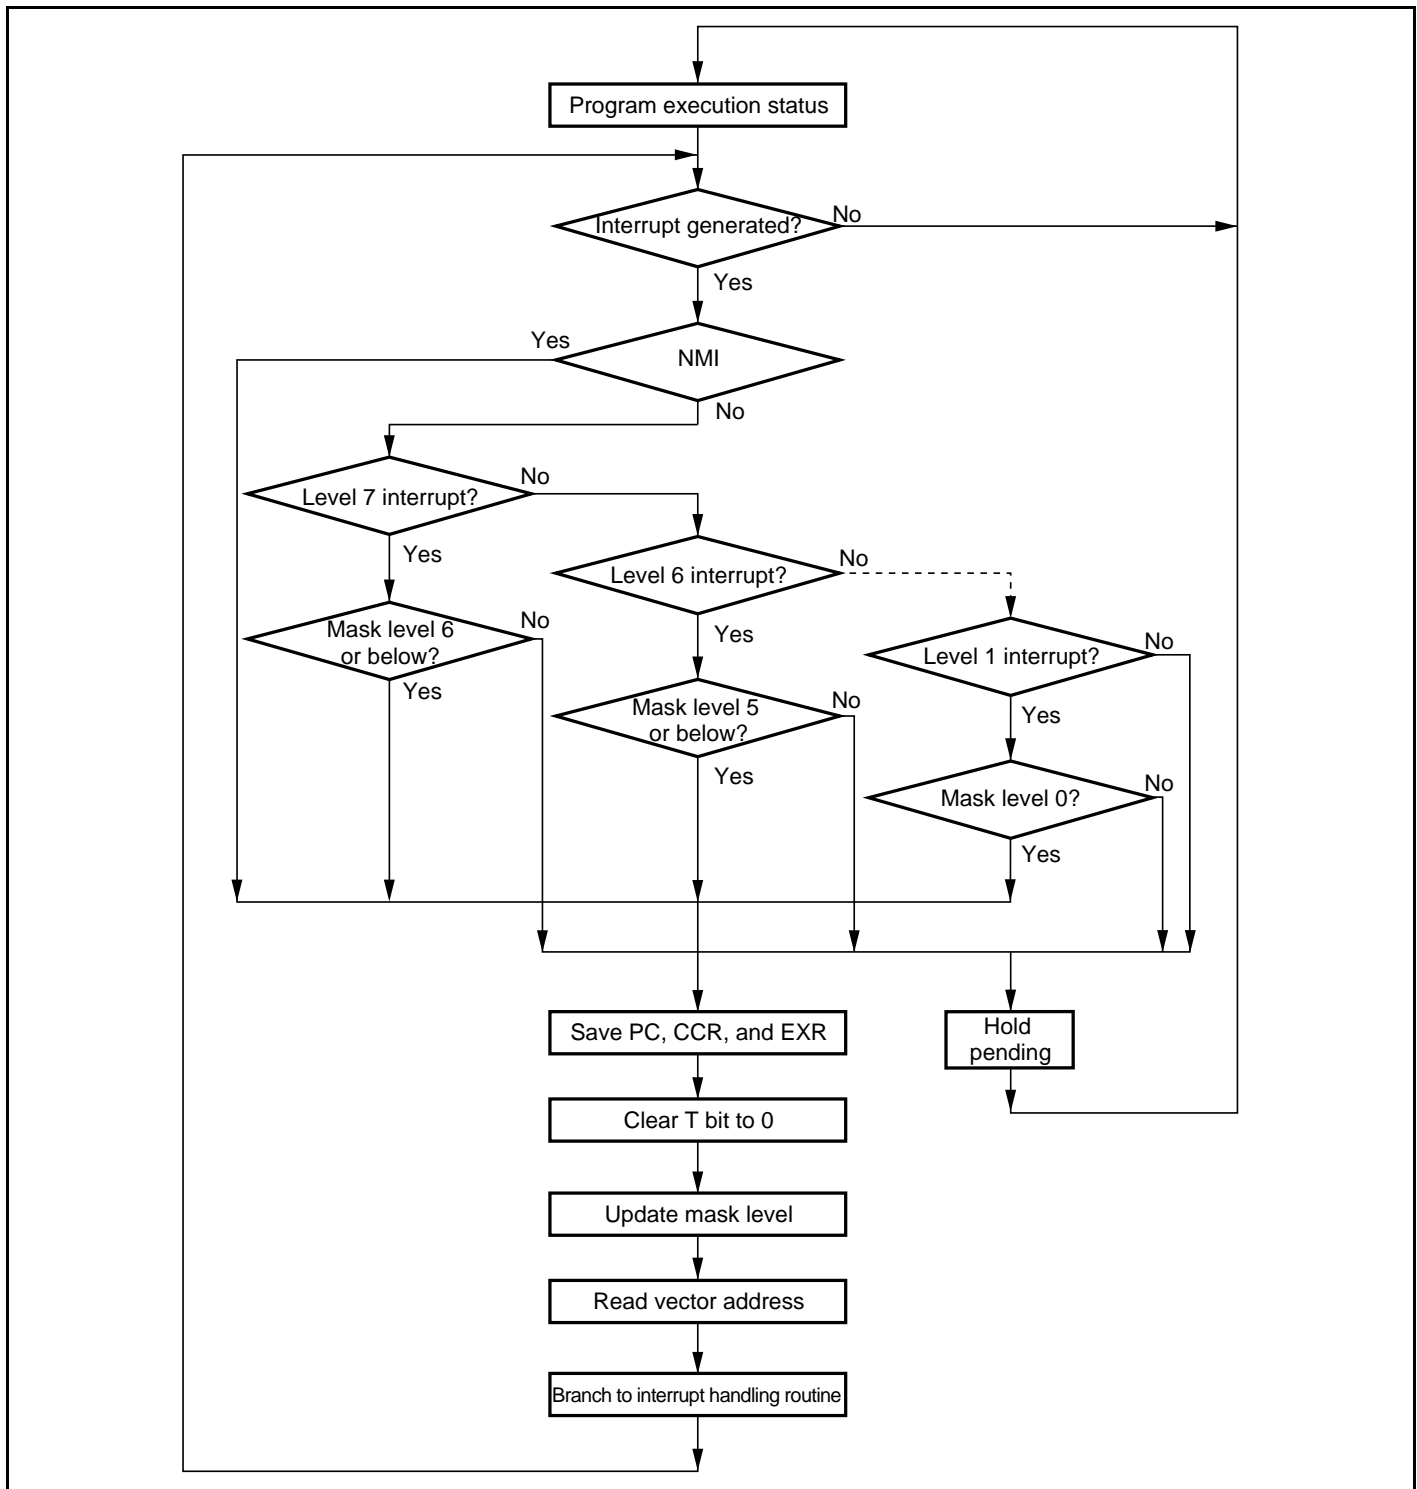 Program execution status
Interrupt generated?
No
Yes
Yes
NMI
No
Level 7 interrupt?
No
Yes
Level 6 interrupt?
No
Mask level 6
or below?
No
Yes
Level 1 interrupt?
No
Yes
Mask level 5
or below?
No
Yes
Yes
Mask level 0?
No
Yes
Save PC, CCR, and EXR
Hold
pending
Clear T bit to 0
Update mask level
Read vector address
Branch to interrupt handling routine